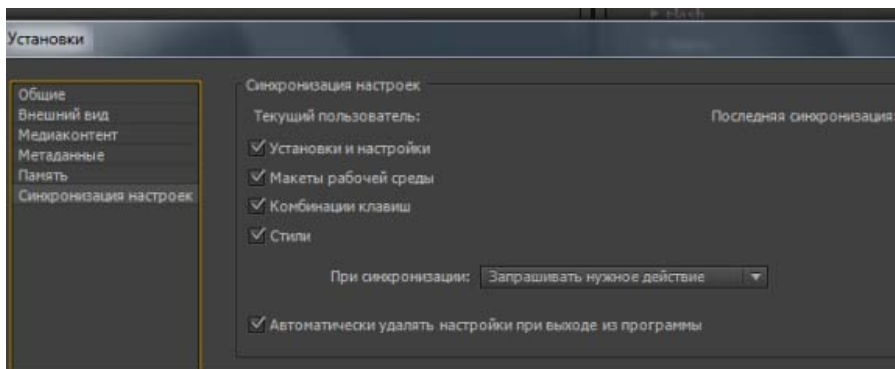 Flash
Установки
Общие
Внешний вид
Медиаконтент
Метаданные
Память
Синхронизация настроек
Синхронизация настроек
Текущий пользователь: Последняя синхронизация:
Установки и настройки
Макеты рабочей среды
Комбинации клавиш
Стили
При синхронизации: Запрашивать нужное действие
Автоматически удалять настройки при выходе из программы